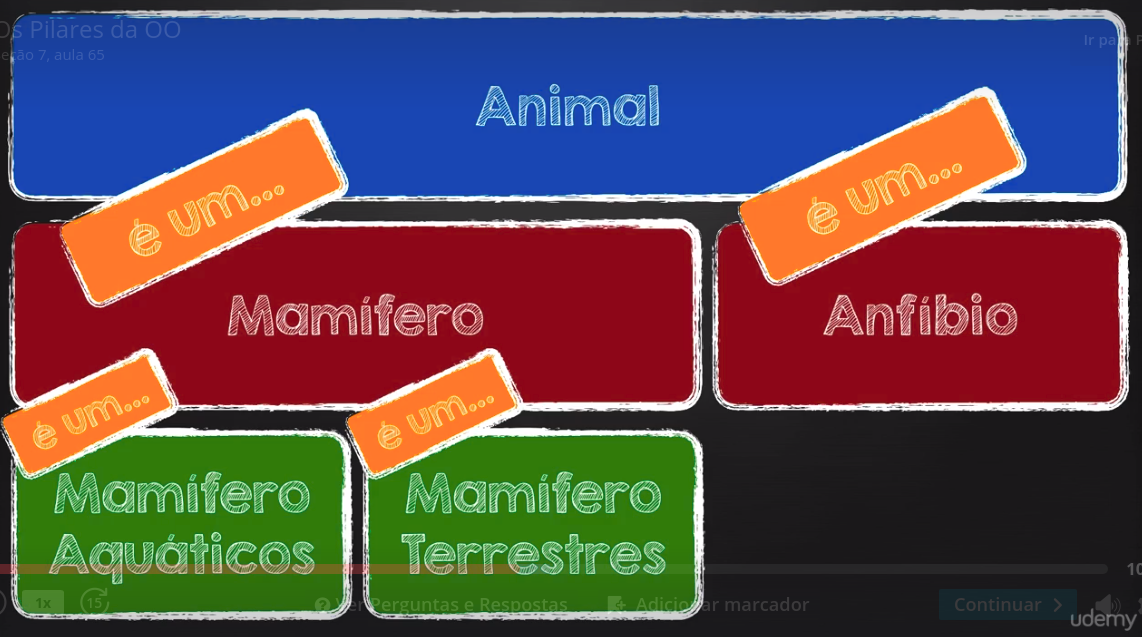 Os Pilares da OO
eção 7, aula 65
Ir para
Animal
é um...
é um...
Mamífero
Anfíbio
é um...
é um...
Mamífero
Aquáticos
Mamífero
Terrestres
1x
15
Ver Perguntas e Respostas
Adicionar marcador
Continuar
10
udemy